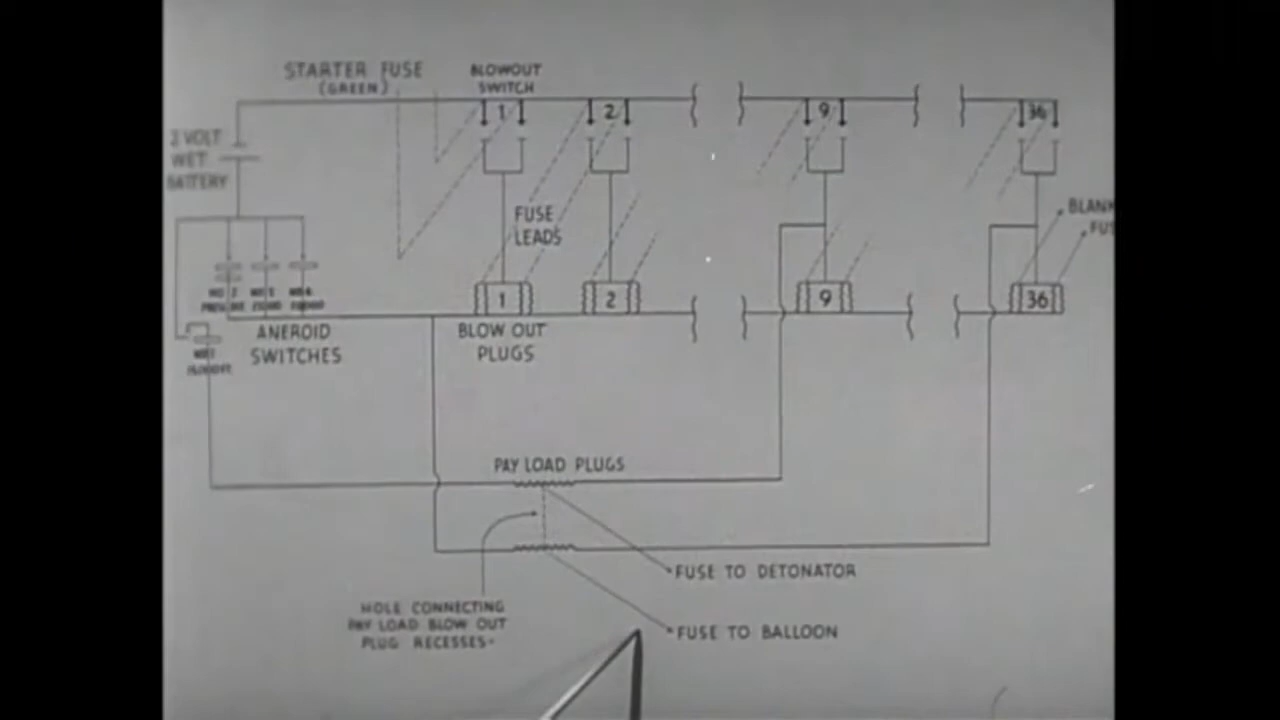 STARTER FUSE
(GREEN)
BLOWOUT
SWITCH
1
2
9
36
VOLT
WET
BATTERY
FUSE
LEADS
BLANK
1
2
9
36
ANEROID
SWITCHES
BLOW OUT
PLUGS
PAY LOAD PLUGS
FUSE TO DETONATOR
HOLE CONNECTING
PAY LOAD BLOW OUT
PLUG RECESSES-
FUSE TO BALLOON